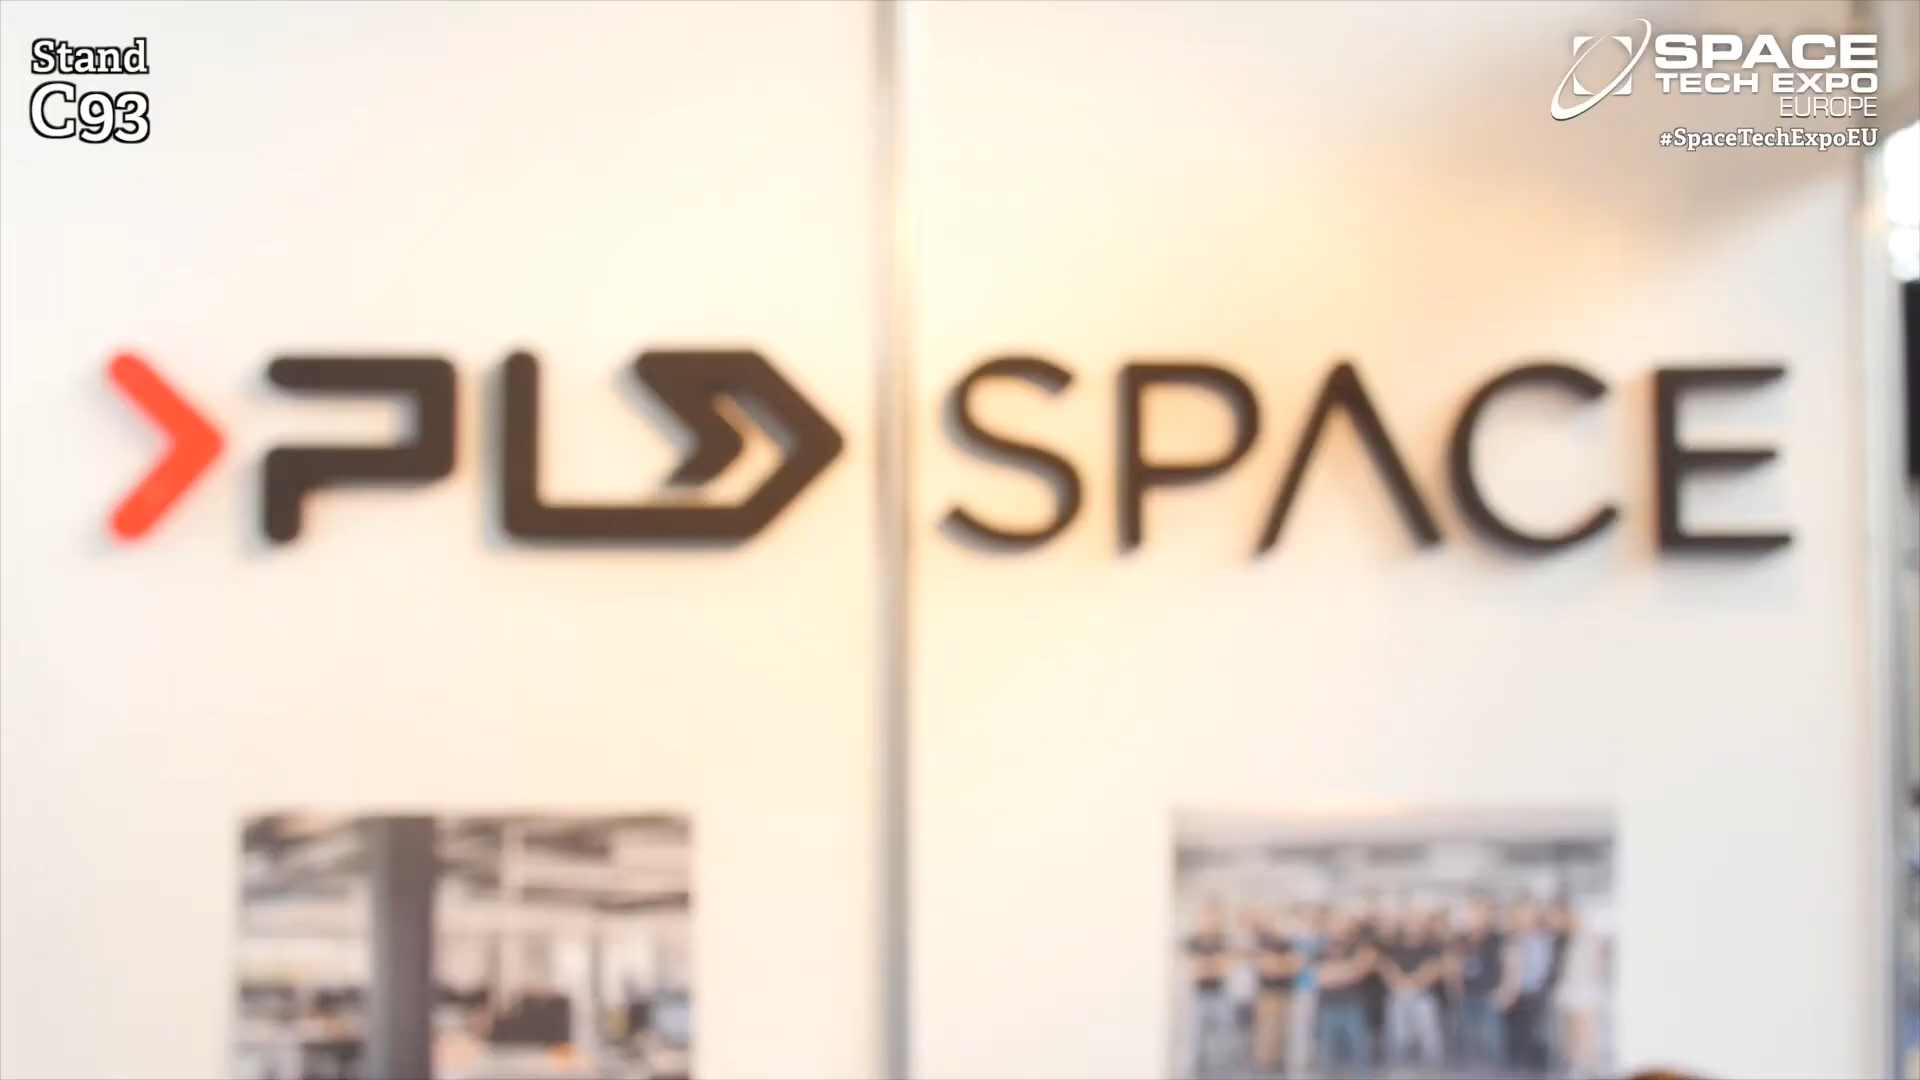 Stand
C93
SPACE
TECH EXPO
EUROPE
#SpaceTechExpoEU
PLD SPACE